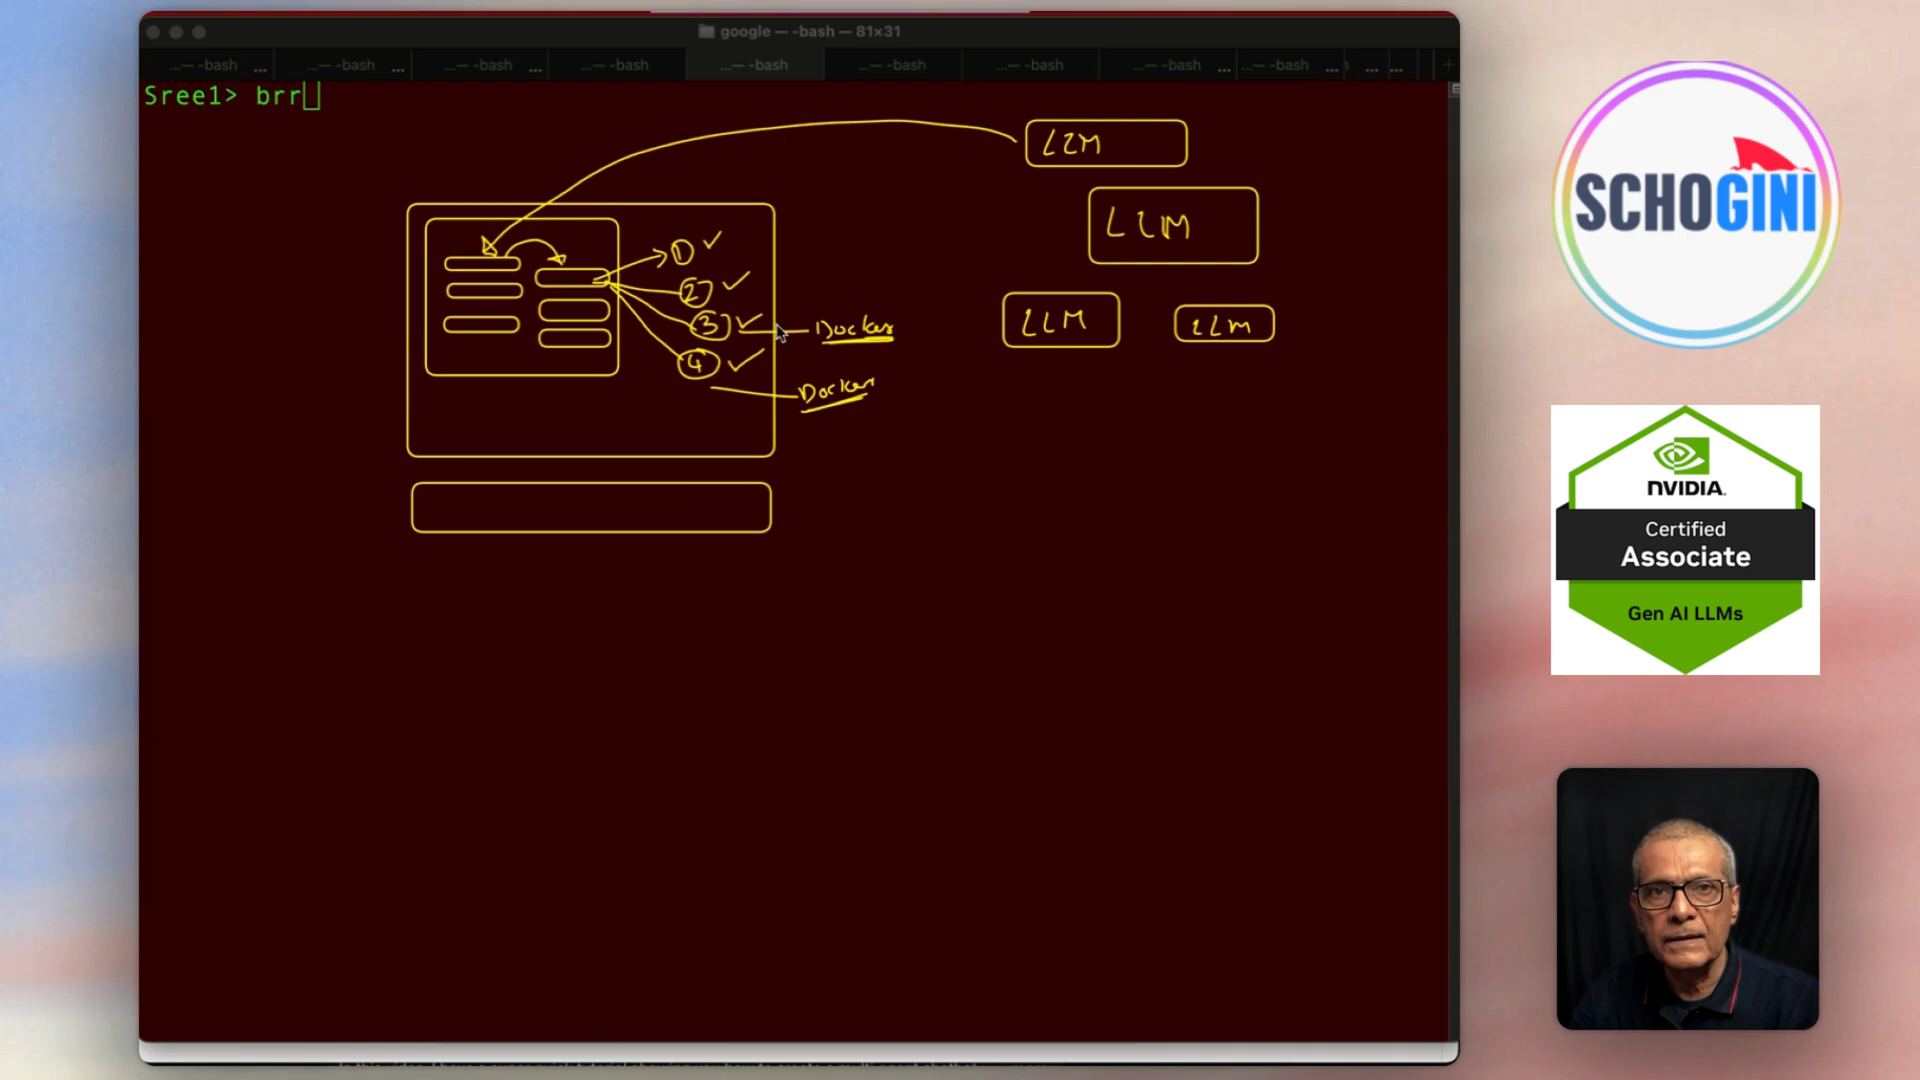 google — -bash — 81×31
...— -bash ...
...— -bash ...
...— -bash ...
...— -bash
...— -bash
...— -bash
...— -bash
...— -bash ...
...— -bash ...
...
...
Sree1> brr
LLM
LLM
1
2
3
Docker
LLM
LLM
4
Docker
SCHOGINI
NVIDIA.
Certified
Associate
Gen AI LLMs